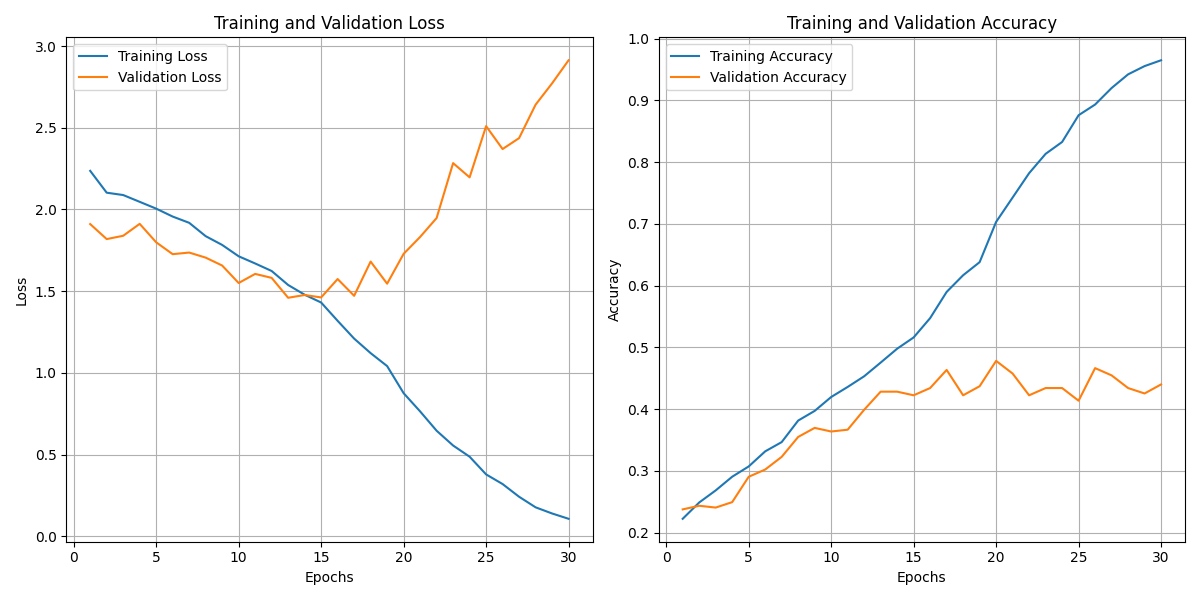 Training and Validation Loss
Training Loss
Validation Loss
3.0
2.5
2.0
1.5
1.0
0.5
0.0
Loss
0 5 10 15 20 25 30
Epochs
Training and Validation Accuracy
Training Accuracy
Validation Accuracy
1.0
0.9
0.8
0.7
0.6
0.5
0.4
0.3
0.2
Accuracy
0 5 10 15 20 25 30
Epochs